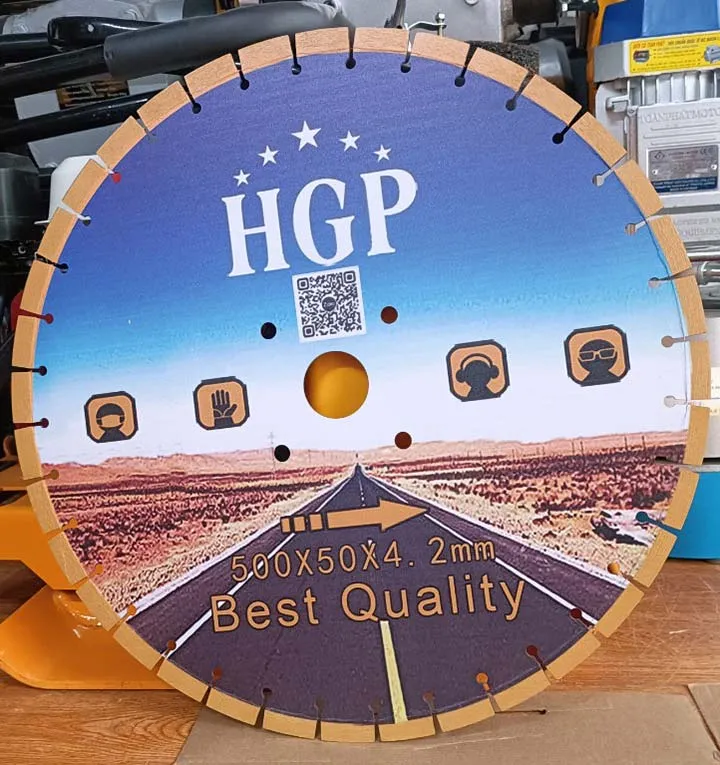 HGP
500X50X4. 2mm
Best Quality